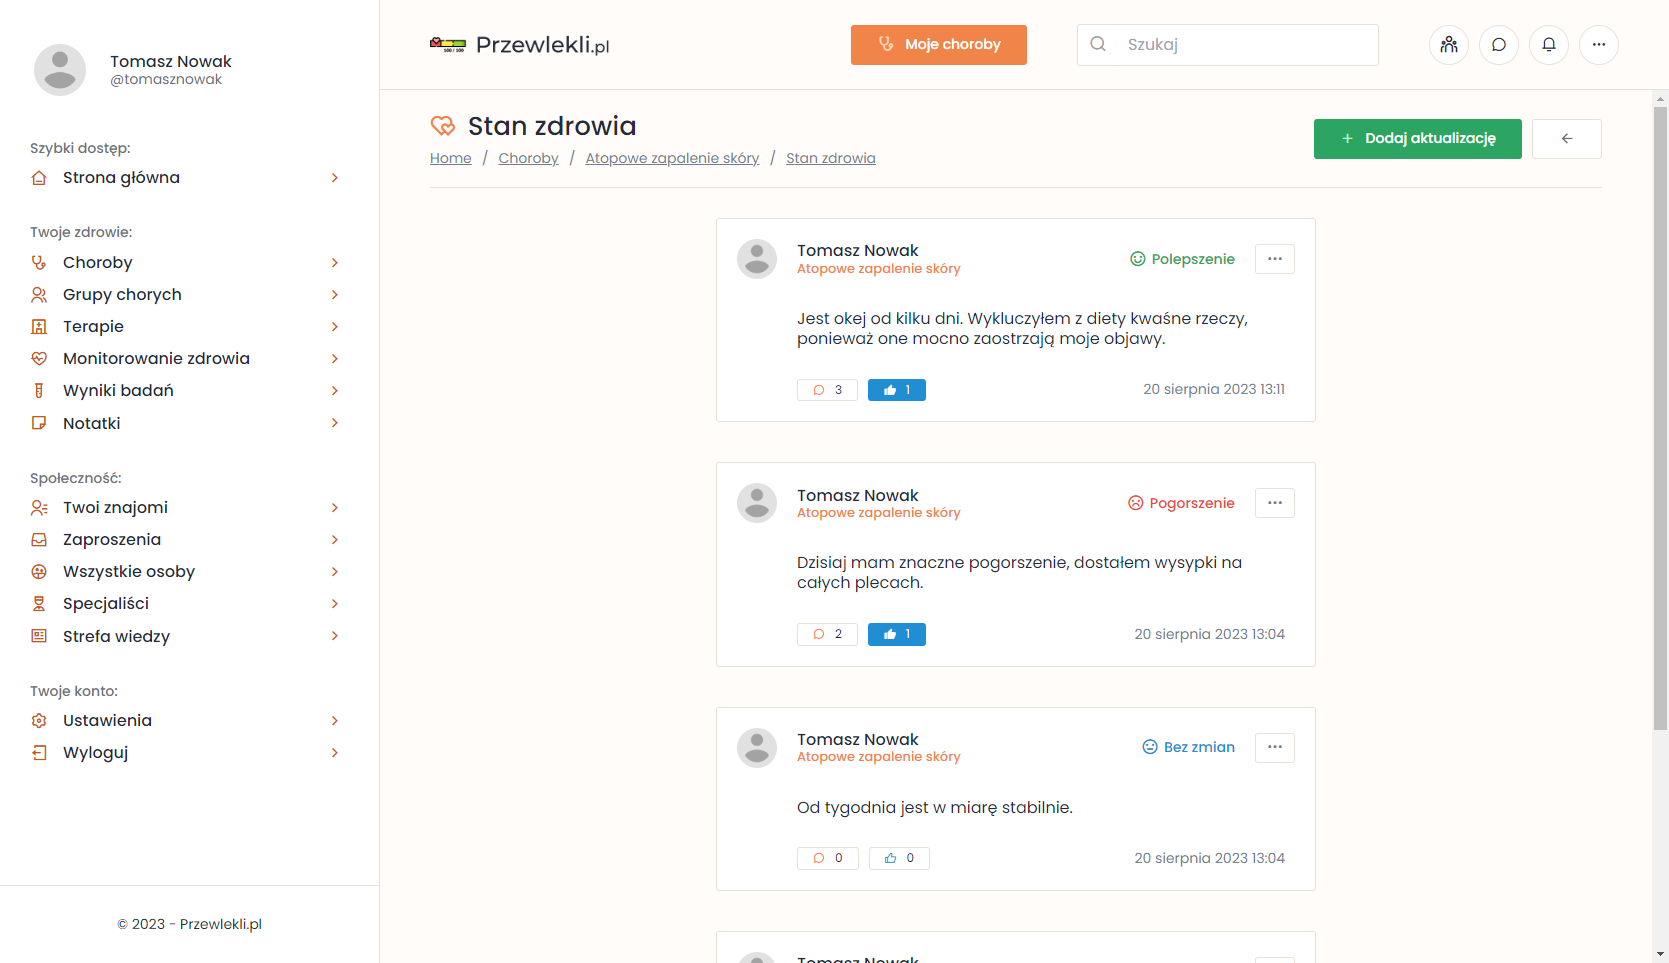 Tomasz Nowak
@tomasznowak
Szybki dostęp:
Strona główna
Twoje zdrowie:
Choroby
Grupy chorych
Terapie
Monitorowanie zdrowia
Wyniki badań
Notatki
Społeczność:
Twoi znajomi
Zaproszenia
Wszystkie osoby
Specjaliści
Strefa wiedzy
Twoje konto:
Ustawienia
Wyloguj
© 2023 - Przewlekli.pl
100 / 100
Przewlekli.pl
Moje choroby
Szukaj
Stan zdrowia
Home / Choroby / Atopowe zapalenie skóry / Stan zdrowia
+ Dodaj aktualizację
Tomasz Nowak
Atopowe zapalenie skóry
Polepszenie
Jest okej od kilku dni. Wykluczyłem z diety kwaśne rzeczy,
ponieważ one mocno zaostrzają moje objawy.
3 1
20 sierpnia 2023 13:11
Tomasz Nowak
Atopowe zapalenie skóry
Pogorszenie
Dzisiaj mam znaczne pogorszenie, dostałem wysypki na
całych plecach.
2 1
20 sierpnia 2023 13:04
Tomasz Nowak
Atopowe zapalenie skóry
Bez zmian
Od tygodnia jest w miarę stabilnie.
0 0
20 sierpnia 2023 13:04
Tomasz Nowak